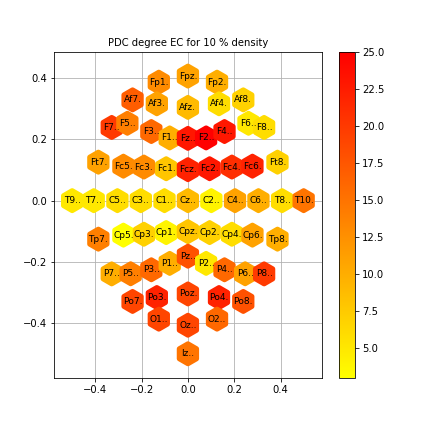 PDC degree EC for 10 % density
Fp1. Fpz. Fp2.
Af7. Af3. Afz. Af4. Af8.
F7.. F5.. F3.. F1.. Fz.. F2.. F4.. F6.. F8..
Ft7. Fc5. Fc3. Fc1. Fcz. Fc2. Fc4. Fc6. Ft8.
T9.. T7.. C5.. C3.. C1.. Cz.. C2.. C4.. C6.. T8.. T10.
Tp7. Cp5. Cp3. Cp1. Cpz. Cp2. Cp4. Cp6. Tp8.
P7.. P5.. P3.. P1.. Pz.. P2.. P4.. P6.. P8..
Po7. Po3. Poz. Po4. Po8.
O1.. Oz.. O2..
Iz..
0.4
0.2
0.0
−0.2
−0.4
−0.4 −0.2 0.0 0.2 0.4
25.0
22.5
20.0
17.5
15.0
12.5
10.0
7.5
5.0